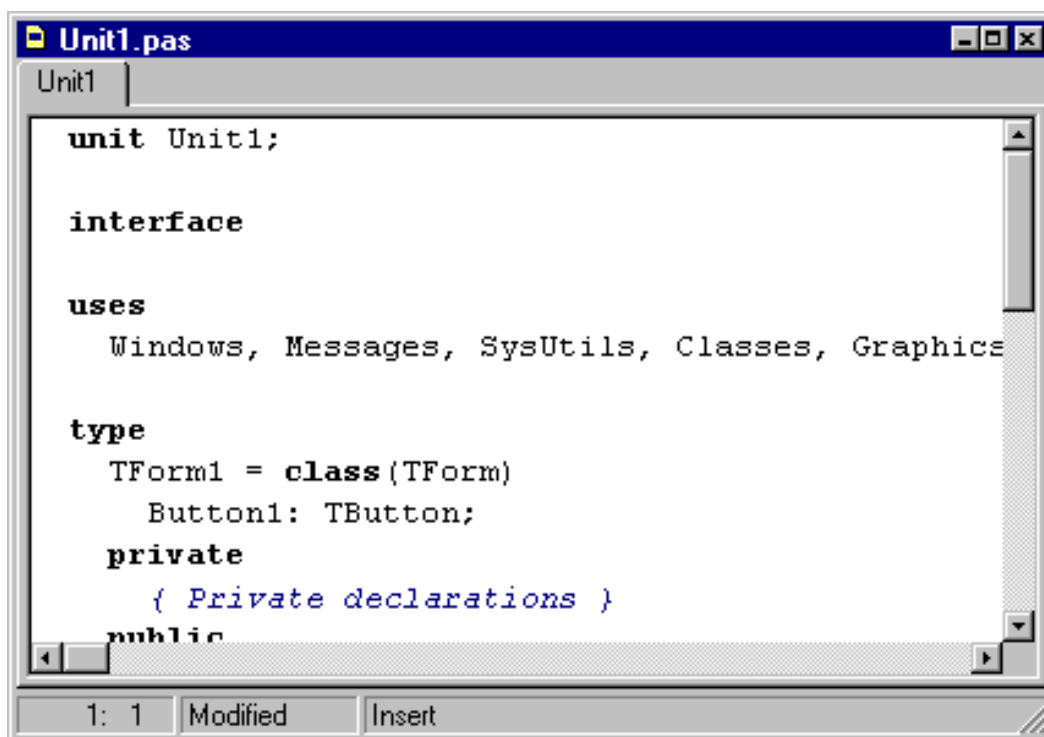 Unit1.pas
Unit1
unit Unit1;
interface
uses
Windows, Messages, SysUtils, Classes, Graphics
type
TForm1 = class(TForm)
Button1: TButton;
private
{ Private declarations }
public
1: 1 Modified Insert